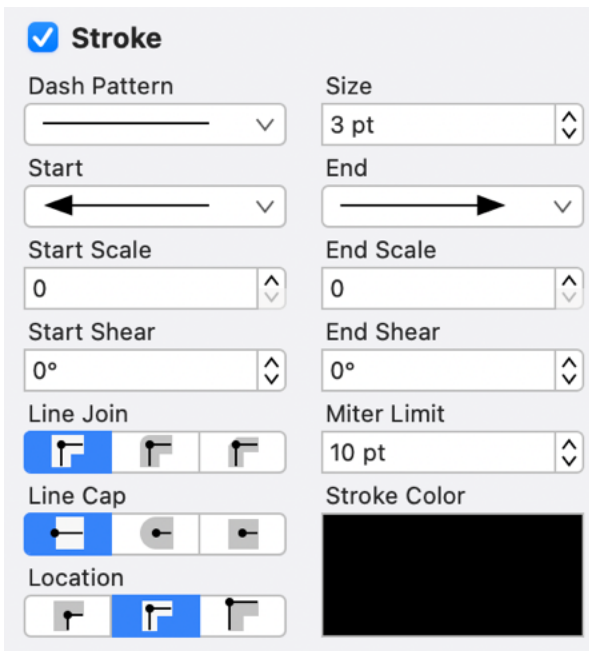 Stroke
Dash Pattern Size
3 pt
Start End
Start Scale End Scale
0 0
Start Shear End Shear
0° 0°
Line Join Miter Limit
10 pt
Line Cap Stroke Color
Location